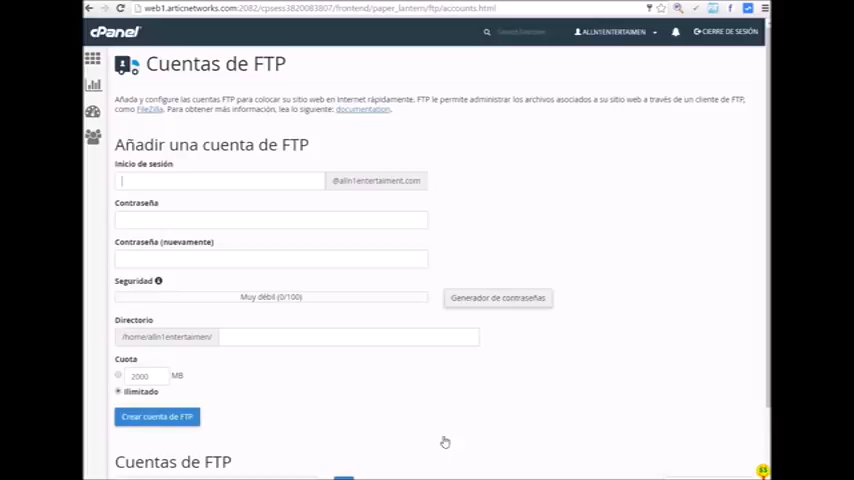 web1.articnetworks.com:2082/cpsess3820083807/frontend/paper_lantern/ftp/accounts.html
cPanel
ALLN1ENTERTAIMEN
CIERRE DE SESIÓN
Cuentas de FTP
Añada y configure las cuentas FTP para colocar su sitio web en Internet rápidamente. FTP le permite administrar los archivos asociados a su sitio web a través de un cliente de FTP,
como FileZilla. Para obtener más información, lea lo siguiente: documentation.
Añadir una cuenta de FTP
Inicio de sesión
@alln1entertaiment.com
Contraseña
Contraseña (nuevamente)
Seguridad
Muy débil (0/100)
Generador de contraseñas
Directorio
/home/alln1entertaimen/
Cuota
2000 MB
Ilimitado
Crear cuenta de FTP
Cuentas de FTP